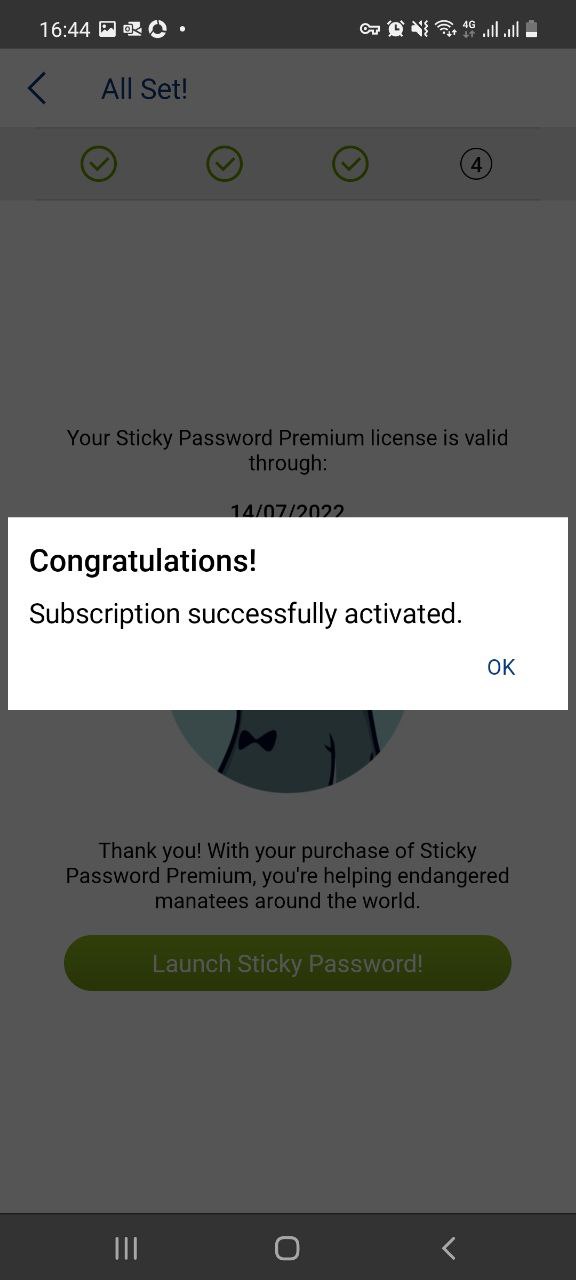 16:44
4G
All Set!
4
Your Sticky Password Premium license is valid
through:
14/07/2022
Congratulations!
Subscription successfully activated.
OK
Thank you! With your purchase of Sticky
Password Premium, you're helping endangered
manatees around the world.
Launch Sticky Password!